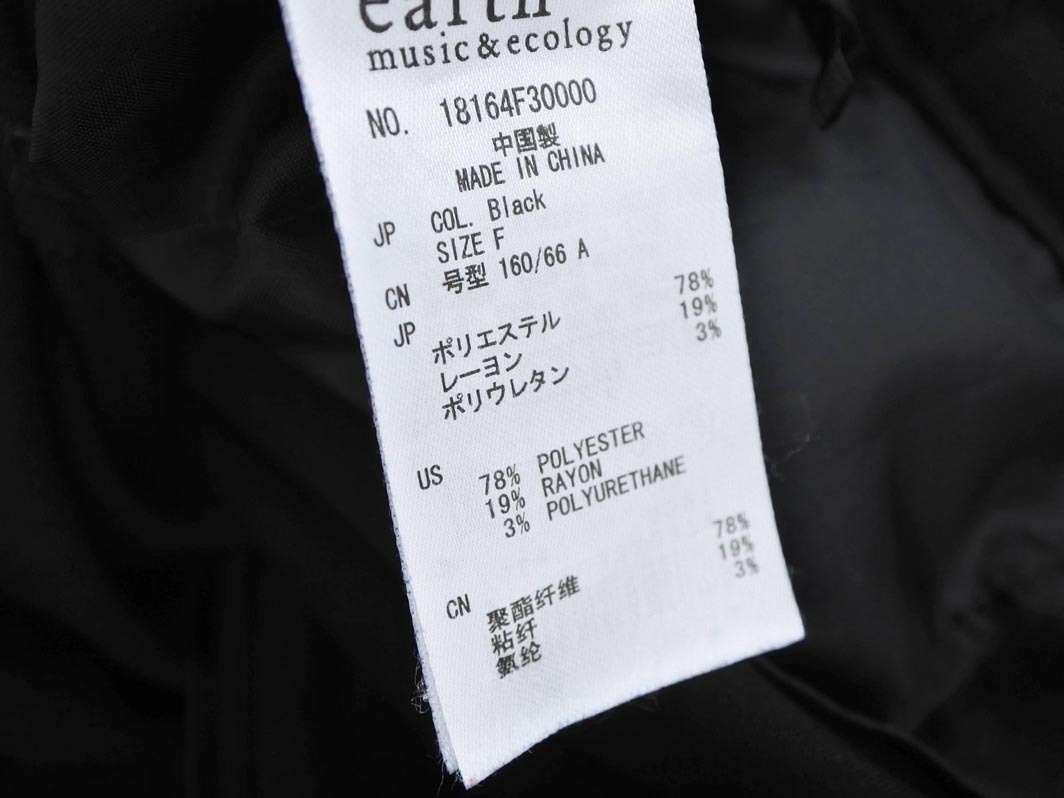 earth
music&ecology
NO. 18164F30000
中国製
MADE IN CHINA
JP COL. Black
SIZE F
CN 号型 160/66 A
JP
ポリエステル 78%
レーヨン 19%
ポリウレタン 3%
US 78% POLYESTER
19% RAYON
3% POLYURETHANE
CN
聚酯纤维 78%
粘纤 19%
氨纶 3%